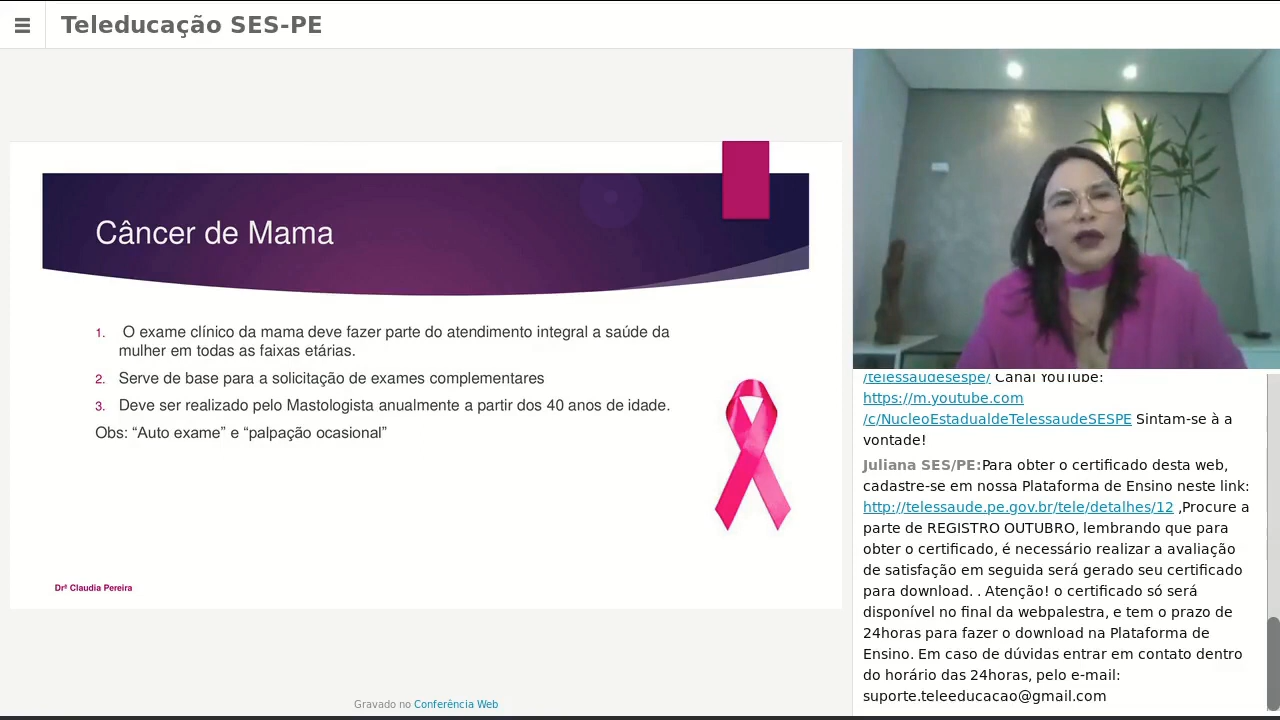 Teleducação SES-PE
Câncer de Mama
1. O exame clínico da mama deve fazer parte do atendimento integral a saúde da
mulher em todas as faixas etárias.
2. Serve de base para a solicitação de exames complementares
3. Deve ser realizado pelo Mastologista anualmente a partir dos 40 anos de idade.
Obs: “Auto exame” e “palpação ocasional”
Drª Claudia Pereira
Gravado no Conferência Web
/telessaudesespe/ Canal YouTube:
https://m.youtube.com
/c/NucleoEstadualdeTelessaudeSESPE Sintam-se à a
vontade!
Juliana SES/PE:Para obter o certificado desta web,
cadastre-se em nossa Plataforma de Ensino neste link:
http://telessaude.pe.gov.br/tele/detalhes/12 ,Procure a
parte de REGISTRO OUTUBRO, lembrando que para
obter o certificado, é necessário realizar a avaliação
de satisfação em seguida será gerado seu certificado
para download. . Atenção! o certificado só será
disponível no final da webpalestra, e tem o prazo de
24horas para fazer o download na Plataforma de
Ensino. Em caso de dúvidas entrar em contato dentro
do horário das 24horas, pelo e-mail:
suporte.teleeducacao@gmail.com